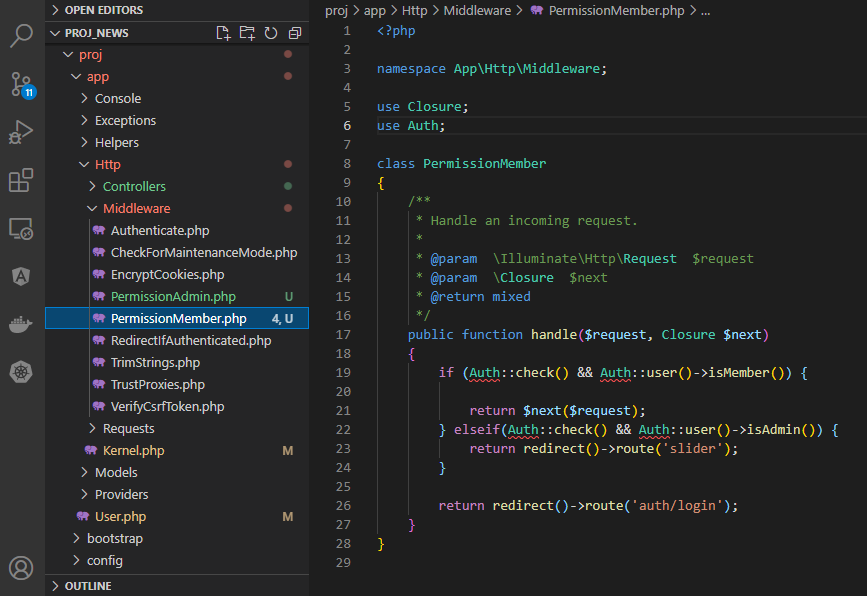 OPEN EDITORS
PROJ_NEWS
proj
app
Console
Exceptions
Helpers
Http
Controllers
Middleware
Authenticate.php
CheckForMaintenanceMode.php
EncryptCookies.php
PermissionAdmin.php U
PermissionMember.php 4, U
RedirectIfAuthenticated.php
TrimStrings.php
TrustProxies.php
VerifyCsrfToken.php
Requests
Kernel.php M
Models
Providers
User.php M
bootstrap
config
OUTLINE
11
proj > app > Http > Middleware > PermissionMember.php > ...
1 <?php
2
3 namespace App\Http\Middleware;
4
5 use Closure;
6 use Auth;
7
8 class PermissionMember
9 {
10     /**
11      * Handle an incoming request.
12      *
13      * @param  \Illuminate\Http\Request  $request
14      * @param  \Closure  $next
15      * @return mixed
16      */
17     public function handle($request, Closure $next)
18     {
19         if (Auth::check() && Auth::user()->isMember()) {
20
21             return $next($request);
22         } elseif(Auth::check() && Auth::user()->isAdmin()) {
23             return redirect()->route('slider');
24         }
25
26         return redirect()->route('auth/login');
27     }
28 }
29